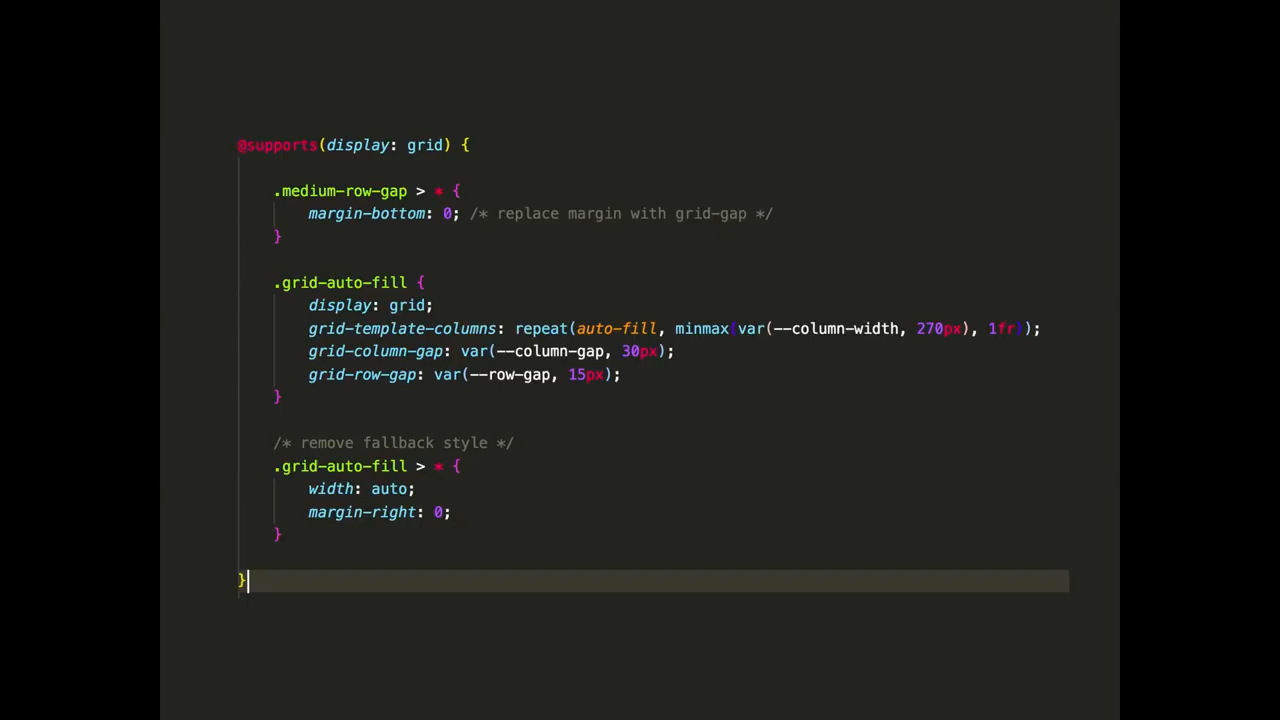 @supports(display: grid) {
.medium-row-gap > * {
margin-bottom: 0; /* replace margin with grid-gap */
}
.grid-auto-fill {
display: grid;
grid-template-columns: repeat(auto-fill, minmax(var(--column-width, 270px), 1fr));
grid-column-gap: var(--column-gap, 30px);
grid-row-gap: var(--row-gap, 15px);
}
/* remove fallback style */
.grid-auto-fill > * {
width: auto;
margin-right: 0;
}
}